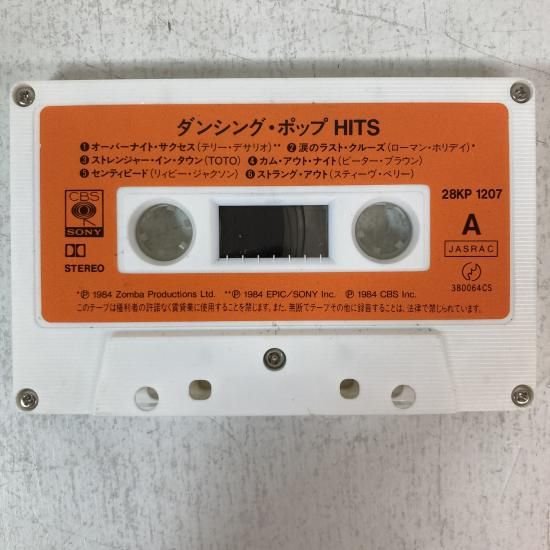 ダンシング・ポップ HITS
❶オーバーナイト・サクセス(テリー・デサリオ)** ❷涙のラスト・クルーズ(ローマン・ホリデイ)*
❸ストレンジャー・イン・タウン(TOTO) ❹カム・アウト・ナイト(ピーター・ブラウン)
❺センティピード(リィビー・ジャクソン) ❻ストラング・アウト(スティーヴ・ペリー)
CBS
SONY
28KP 1207
A
JASRAC
STEREO
380064CS
*Ⓟ 1984 Zomba Productions Ltd. **Ⓟ 1984 EPIC/SONY Inc. Ⓟ 1984 CBS Inc.
このテープは権利者の許諾なく賃貸業に使用することを禁じます。また、無断でテープその他に録音することは、法律で禁じられています。